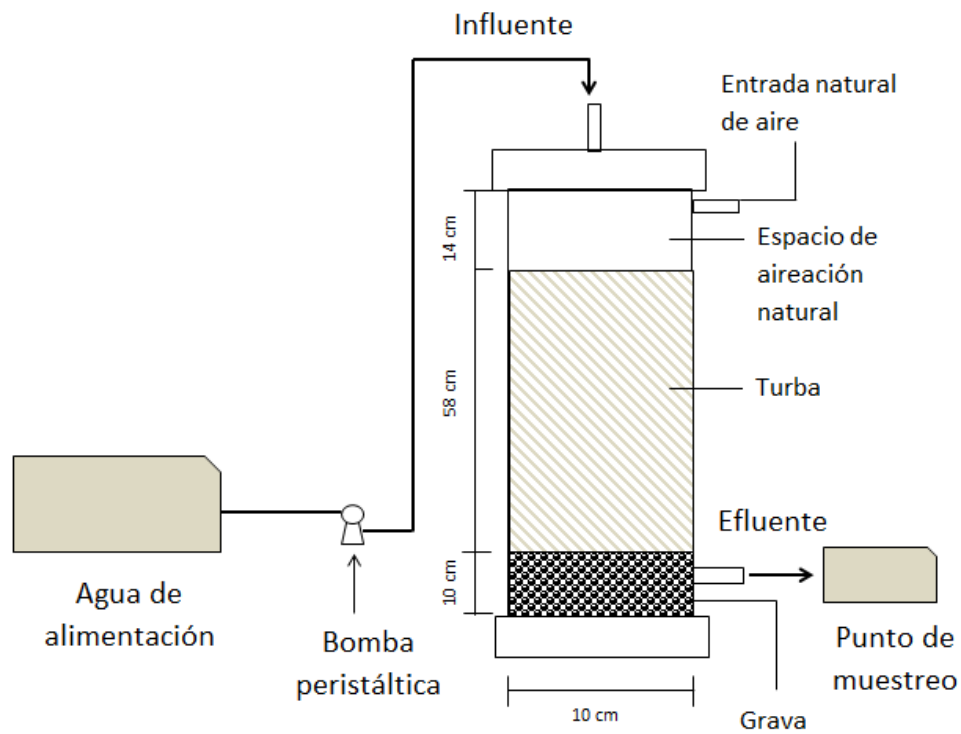 Influente
Entrada natural
de aire
14 cm
Espacio de
aireación
natural
58 cm
Turba
Efluente
10 cm
Agua de
alimentación
Bomba
peristáltica
Punto de
muestreo
10 cm
Grava